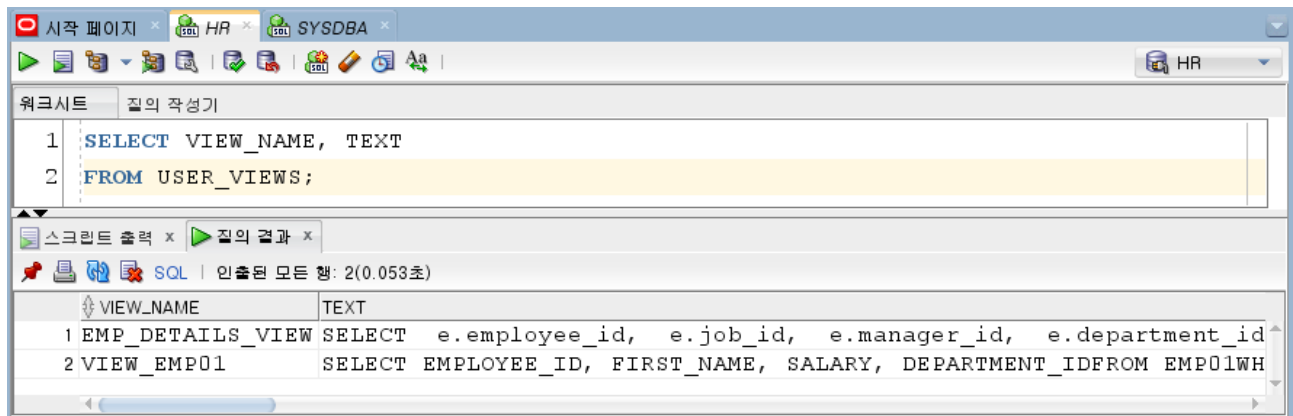 시작 페이지 HR SYSDBA
HR
워크시트 질의 작성기
1 SELECT VIEW_NAME, TEXT
2 FROM USER_VIEWS;
스크립트 출력 x 질의 결과 x
SQL | 인출된 모든 행: 2(0.053초)
VIEW_NAME TEXT
1 EMP_DETAILS_VIEW SELECT e.employee_id, e.job_id, e.manager_id, e.department_id
2 VIEW_EMP01 SELECT EMPLOYEE_ID, FIRST_NAME, SALARY, DEPARTMENT_IDFROM EMP01WH